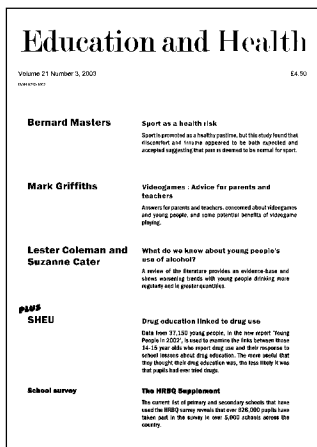 Education and Health
Volume 21 Number 3, 2003 £4.50
Bernard Masters
Sport as a health risk
Sport is promoted as a healthy pastime, but this study found that
discomfort and trauma appeared to be both expected and
accepted suggesting that pain is deemed to be normal for sport.
Mark Griffiths
Videogames : Advice for parents and
teachers
Answers for parents and teachers, concerned about videogames
and young people, and some potential benefits of videogame
playing.
Lester Coleman and
Suzanne Cater
What do we know about young people's
use of alcohol?
A review of the literature provides an evidence-base and
shows worsening trends with young people drinking more
regularly and in greater quantities.
PLUS
SHEU
Drug education linked to drug use
Data from 37,150 young people, in the new report 'Young
People in 2002', is used to examine the links between those
14-15 year olds who report drug use and their response to
school lessons about drug education. The more useful that
they thought their drug education was, the less likely it was
that pupils had ever tried drugs.
School survey
The HRBQ Supplement
The current list of primary and secondary schools that have
used the HRBQ survey reveals that over 626,000 pupils have
taken part in the survey in over 5,000 schools across the
country.